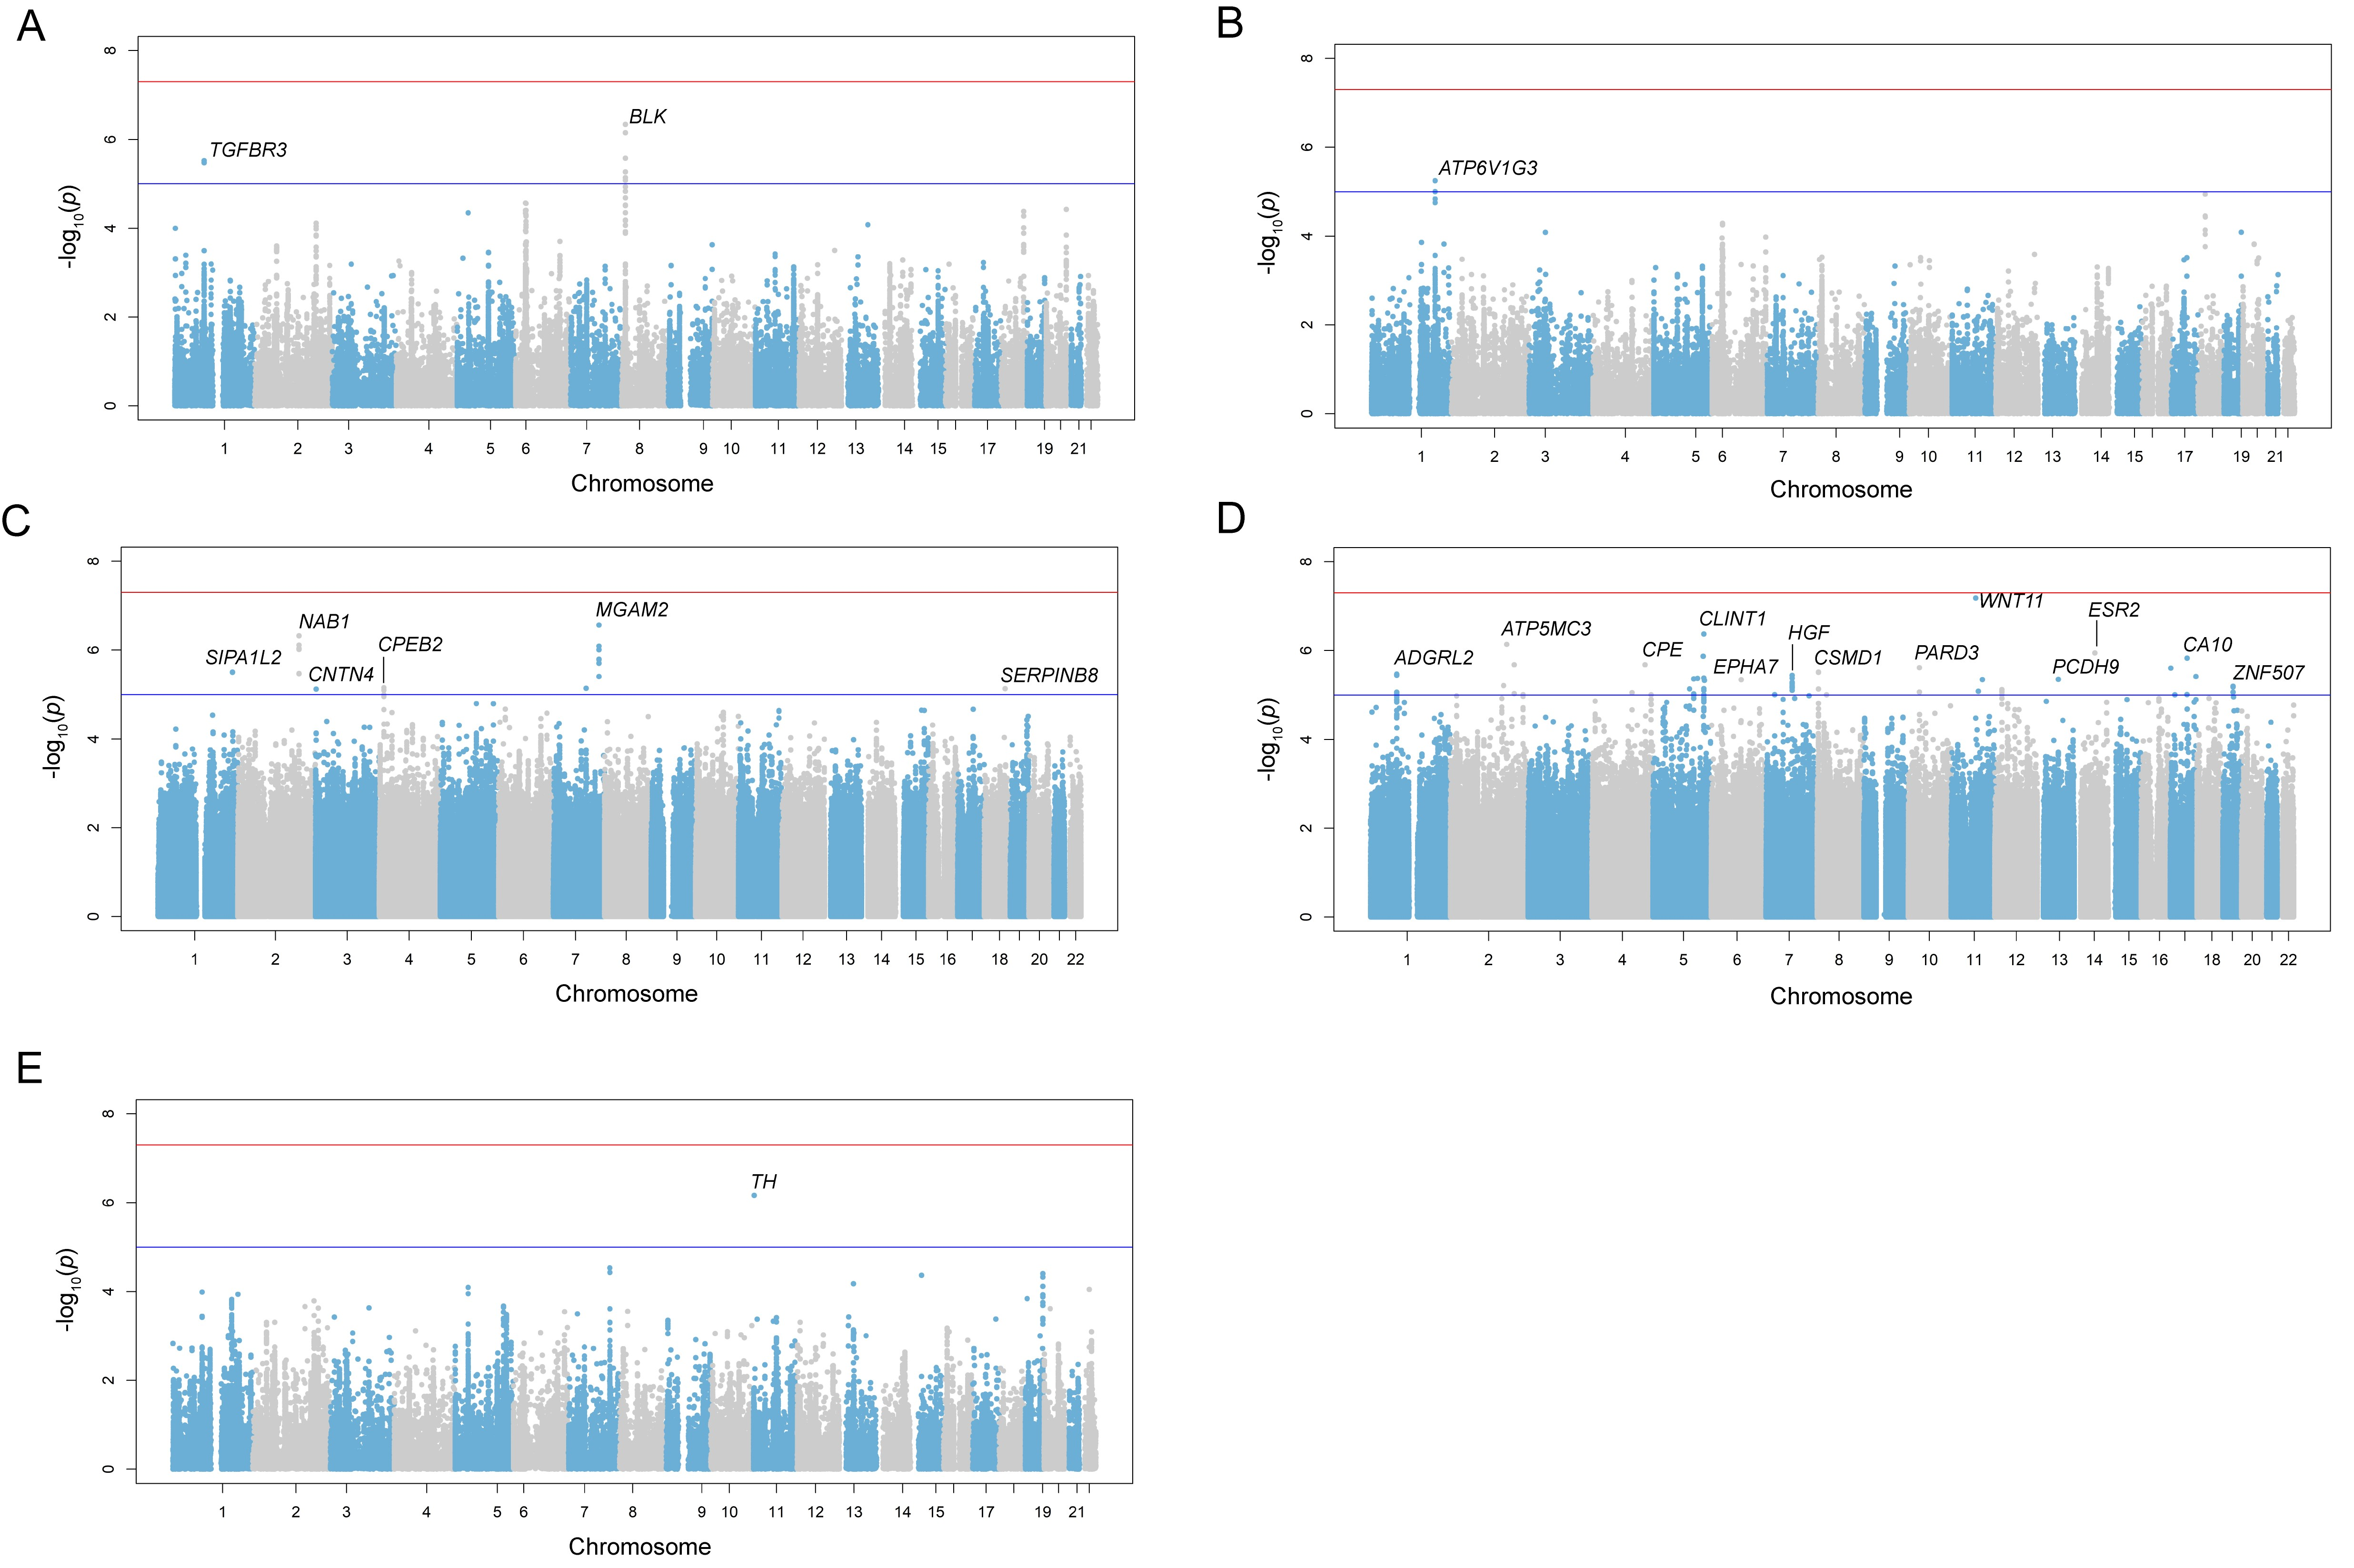 A
8
6
4
2
0
-log10(p)
TGFBR3
BLK
1 2 3 4 5 6 7 8 9 10 11 12 13 14 15 17 19 21
Chromosome
B
8
6
4
2
0
-log10(p)
ATP6V1G3
1 2 3 4 5 6 7 8 9 10 11 12 13 14 15 17 19 21
Chromosome
C
8
6
4
2
0
-log10(p)
SIPA1L2
NAB1
CNTN4
CPEB2
MGAM2
SERPINB8
1 2 3 4 5 6 7 8 9 10 11 12 13 14 15 16 18 20 22
Chromosome
D
8
6
4
2
0
-log10(p)
ADGRL2
ATP5MC3
CPE
CLINT1
EPHA7
HGF
CSMD1
PARD3
WNT11
PCDH9
ESR2
CA10
ZNF507
1 2 3 4 5 6 7 8 9 10 11 12 13 14 15 16 18 20 22
Chromosome
E
8
6
4
2
0
-log10(p)
TH
1 2 3 4 5 6 7 8 9 10 11 12 13 14 15 17 19 21
Chromosome